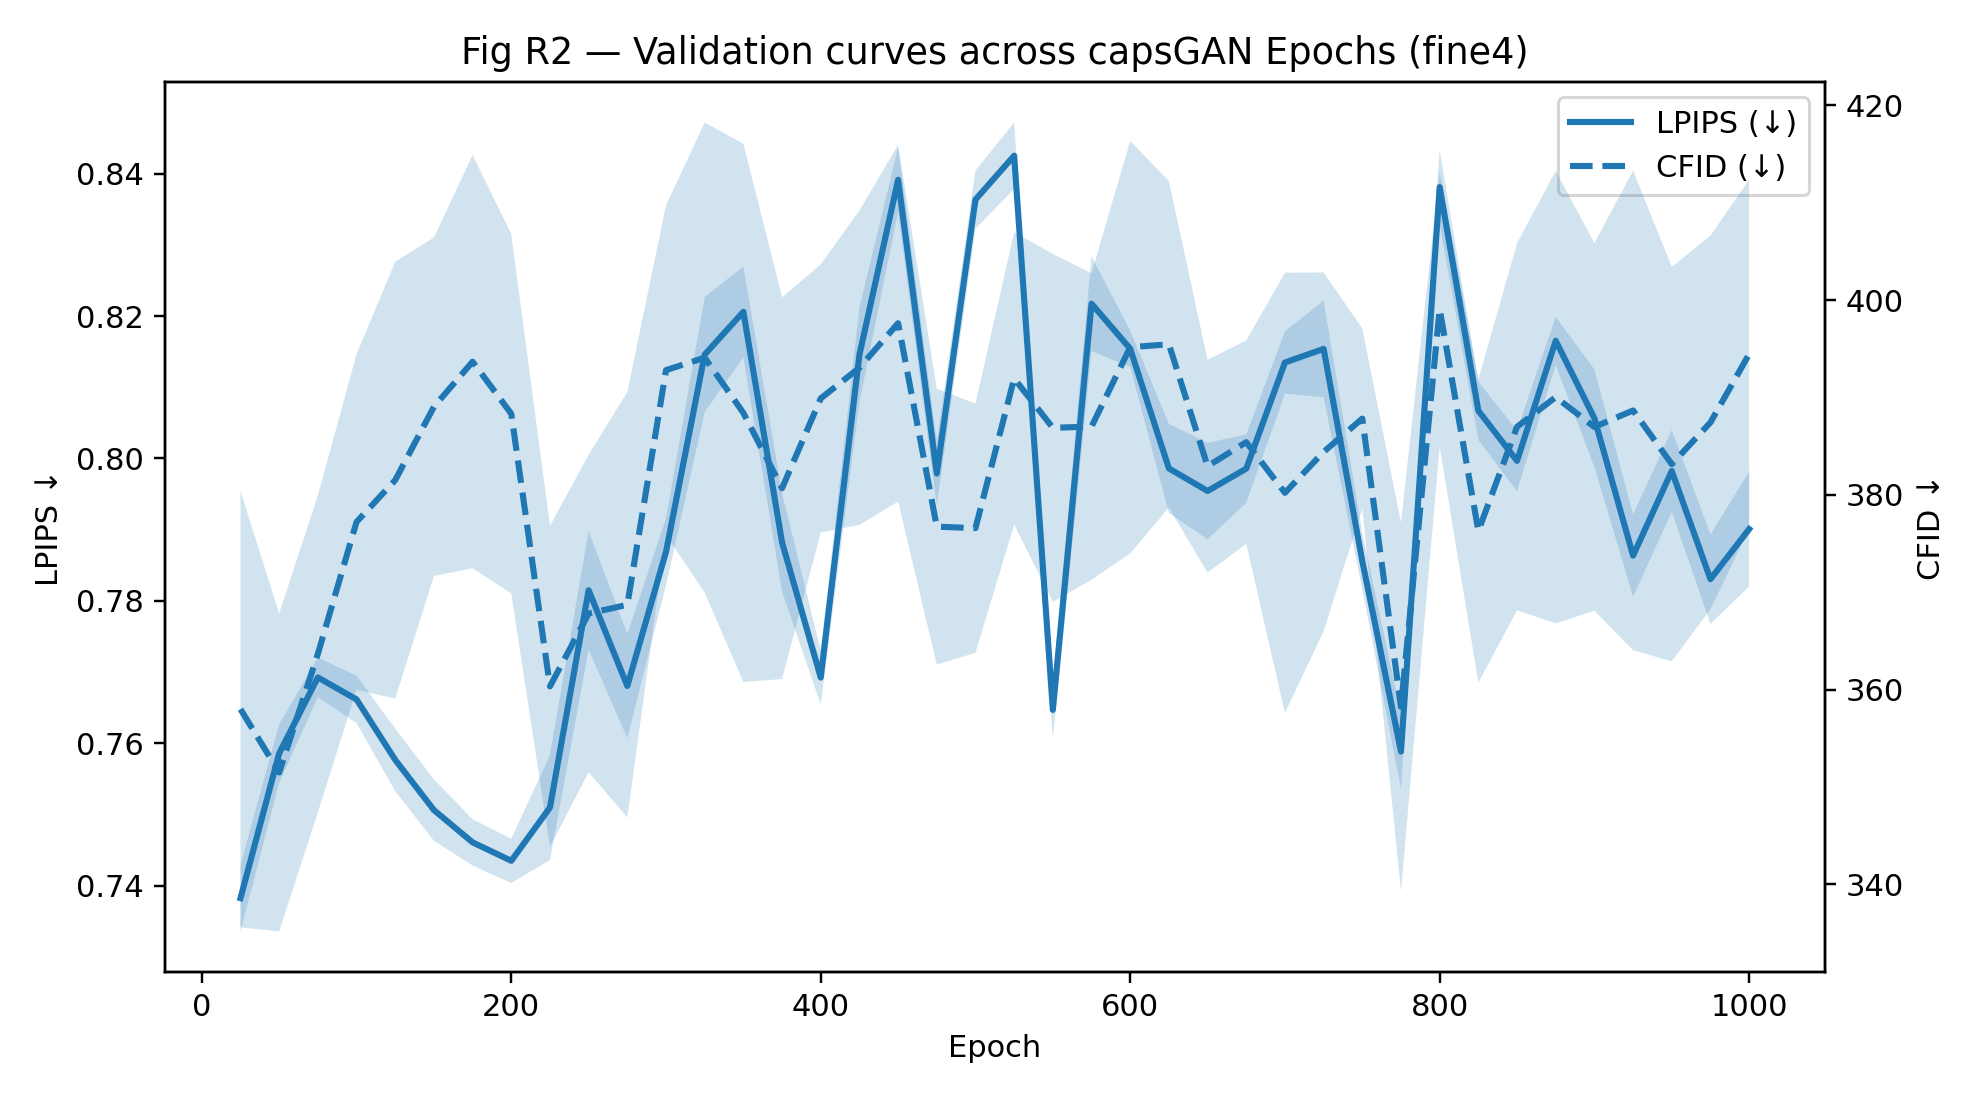 Fig R2 — Validation curves across capsGAN Epochs (fine4)
LPIPS (↓)
CFID (↓)
0.84
0.82
0.80
0.78
0.76
0.74
LPIPS ↓
420
400
380
360
340
CFID ↓
0
200
400
600
800
1000
Epoch